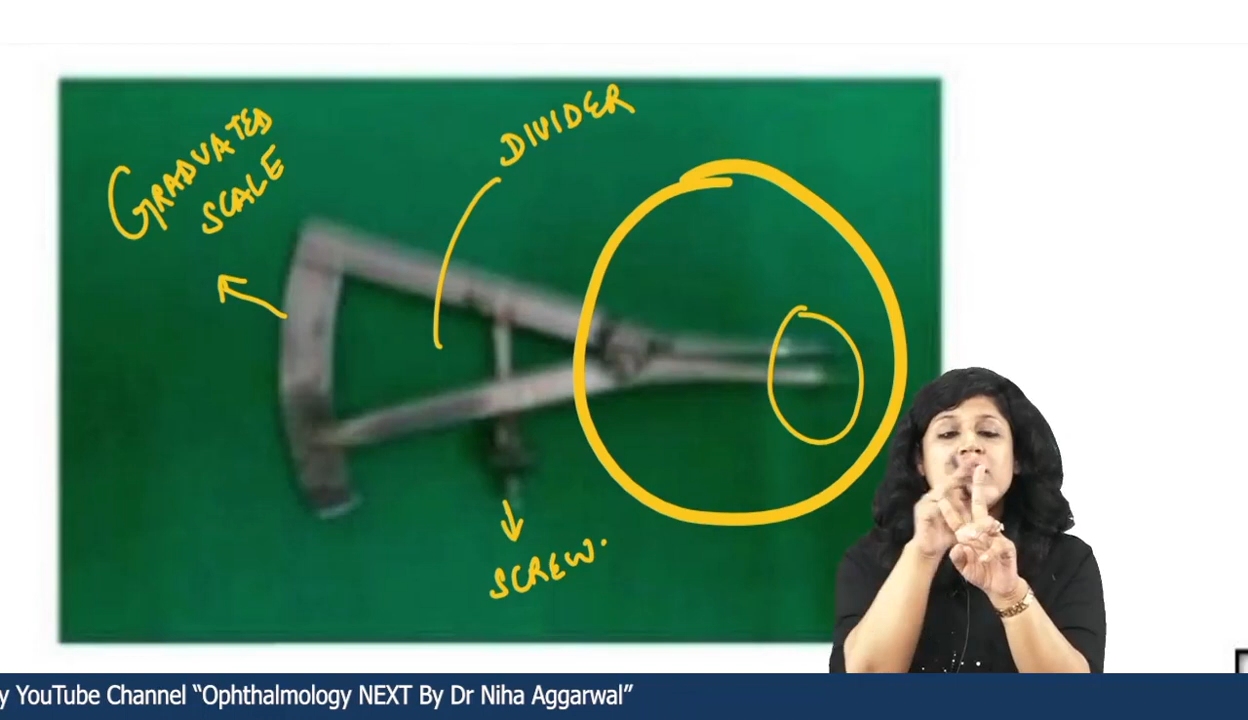 GRADUATED
SCALE
DIVIDER
SCREW.
y YouTube Channel “Ophthalmology NEXT By Dr Niha Aggarwal”